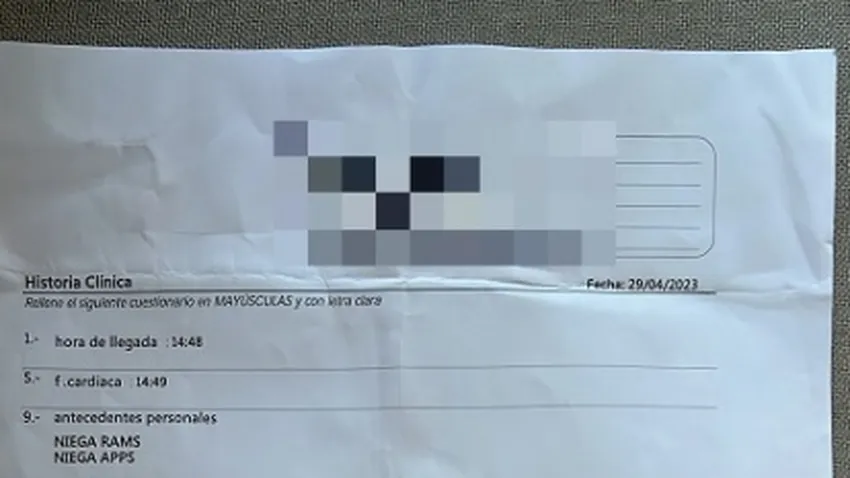 Historia Clínica
Fecha: 29/04/2023
Rellene el siguiente cuestionario en MAYÚSCULAS y con letra clara
1.- hora de llegada : 14:48
5.- f.cardiaca : 14:49
9.- antecedentes personales
NIEGA RAMS
NIEGA APPS